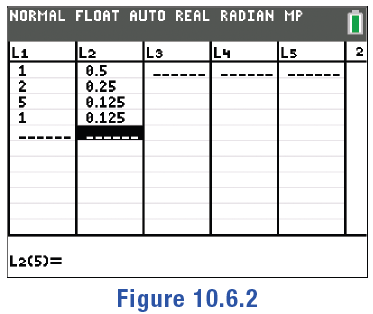 NORMAL FLOAT AUTO REAL RADIAN MP
L1 L2 L3 L4 L5 2
1 0.5 ------ ------ ------
2 0.25
5 0.125
1 0.125
------ ------
L2(5)=
Figure 10.6.2